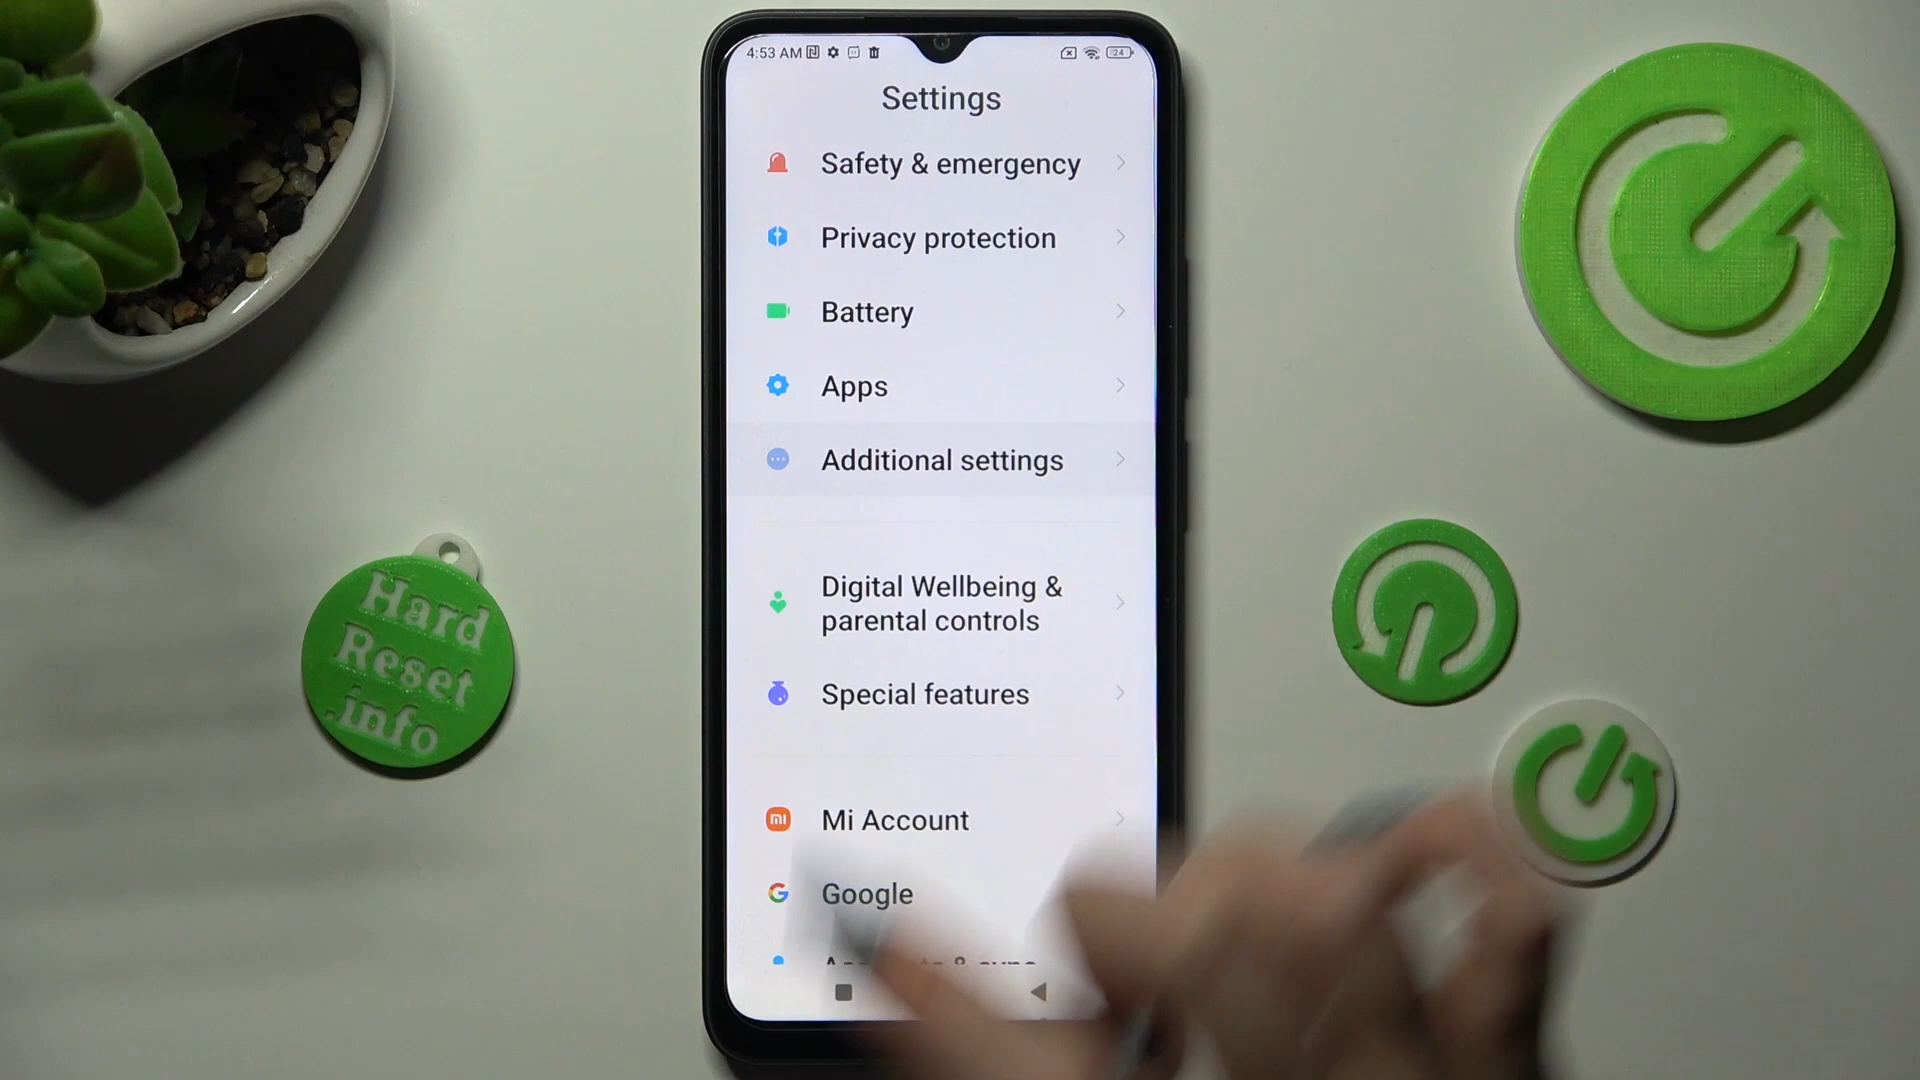 4:53 AM
24
Settings
Safety & emergency
Privacy protection
Battery
Apps
Additional settings
Digital Wellbeing &
parental controls
Special features
Mi Account
Google
Hard
Reset
.info